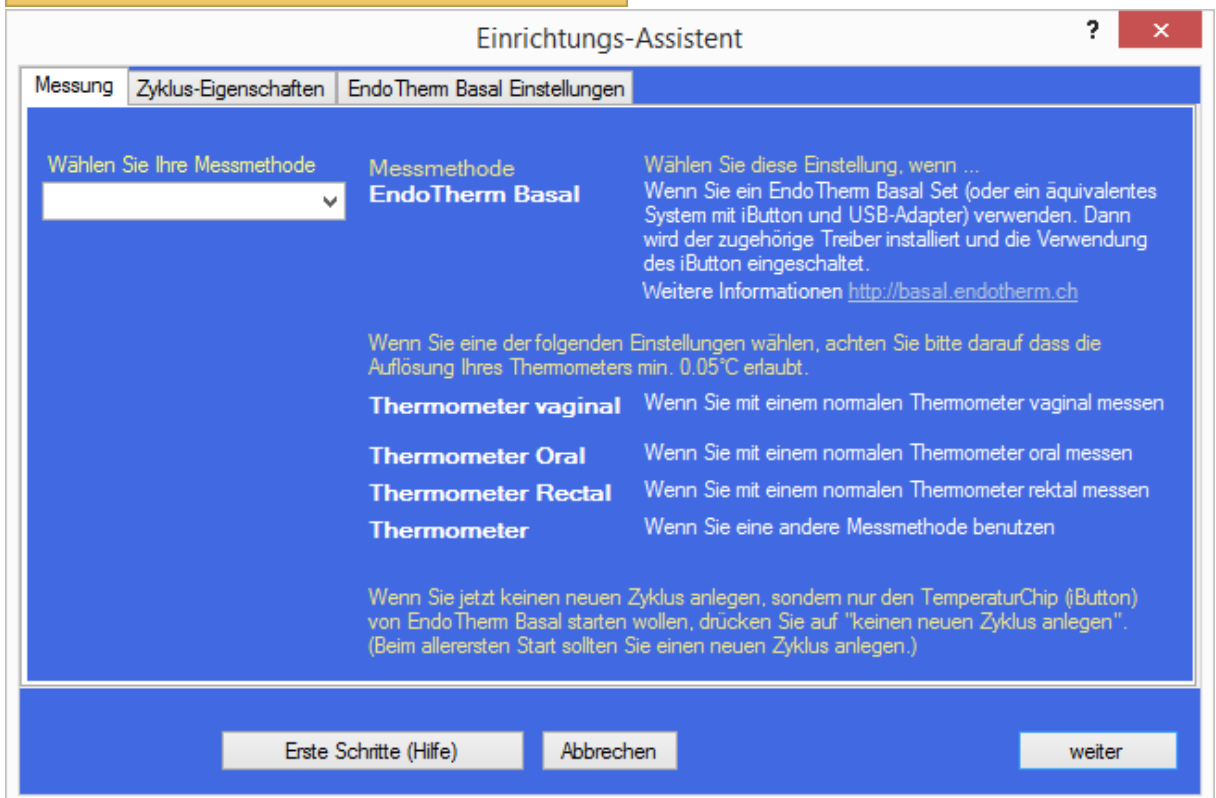 Einrichtungs-Assistent
?
Messung
Zyklus-Eigenschaften
EndoTherm Basal Einstellungen
Wählen Sie Ihre Messmethode
Messmethode
EndoTherm Basal
Wählen Sie diese Einstellung, wenn ...
Wenn Sie ein EndoTherm Basal Set (oder ein äquivalentes
System mit iButton und USB-Adapter) verwenden. Dann
wird der zugehörige Treiber installiert und die Verwendung
des iButton eingeschaltet.
Weitere Informationen http://basal.endotherm.ch
Wenn Sie eine der folgenden Einstellungen wählen, achten Sie bitte darauf dass die
Auflösung Ihres Thermometers min. 0.05°C erlaubt.
Thermometer vaginal
Wenn Sie mit einem normalen Thermometer vaginal messen
Thermometer Oral
Wenn Sie mit einem normalen Thermometer oral messen
Thermometer Rectal
Wenn Sie mit einem normalen Thermometer rektal messen
Thermometer
Wenn Sie eine andere Messmethode benutzen
Wenn Sie jetzt keinen neuen Zyklus anlegen, sondern nur den TemperaturChip (iButton)
von EndoTherm Basal starten wollen, drücken Sie auf "keinen neuen Zyklus anlegen".
(Beim allerersten Start sollten Sie einen neuen Zyklus anlegen.)
Erste Schritte (Hilfe)
Abbrechen
weiter